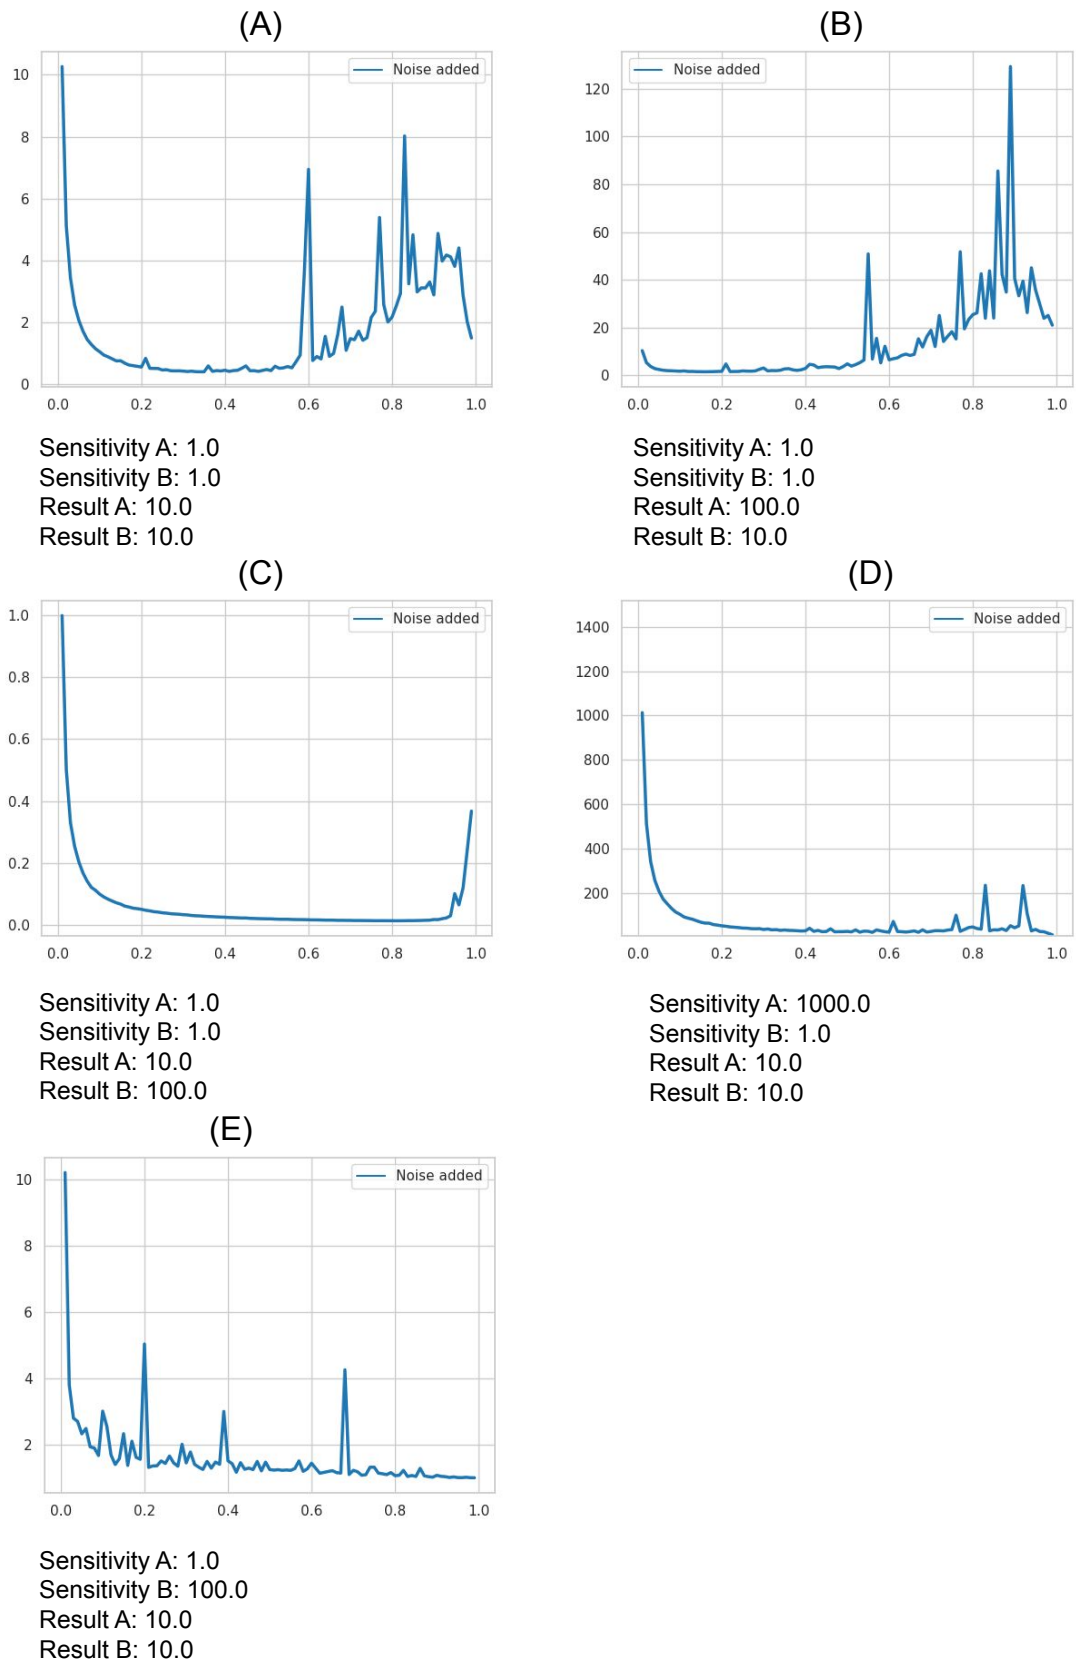 (A)
Noise added
10
8
6
4
2
0
0.0 0.2 0.4 0.6 0.8 1.0
Sensitivity A: 1.0
Sensitivity B: 1.0
Result A: 10.0
Result B: 10.0
(B)
Noise added
120
100
80
60
40
20
0
0.0 0.2 0.4 0.6 0.8 1.0
Sensitivity A: 1.0
Sensitivity B: 1.0
Result A: 100.0
Result B: 10.0
(C)
Noise added
1.0
0.8
0.6
0.4
0.2
0.0
0.0 0.2 0.4 0.6 0.8 1.0
Sensitivity A: 1.0
Sensitivity B: 1.0
Result A: 10.0
Result B: 100.0
(D)
Noise added
1400
1200
1000
800
600
400
200
0.0 0.2 0.4 0.6 0.8 1.0
Sensitivity A: 1000.0
Sensitivity B: 1.0
Result A: 10.0
Result B: 10.0
(E)
Noise added
10
8
6
4
2
0.0 0.2 0.4 0.6 0.8 1.0
Sensitivity A: 1.0
Sensitivity B: 100.0
Result A: 10.0
Result B: 10.0